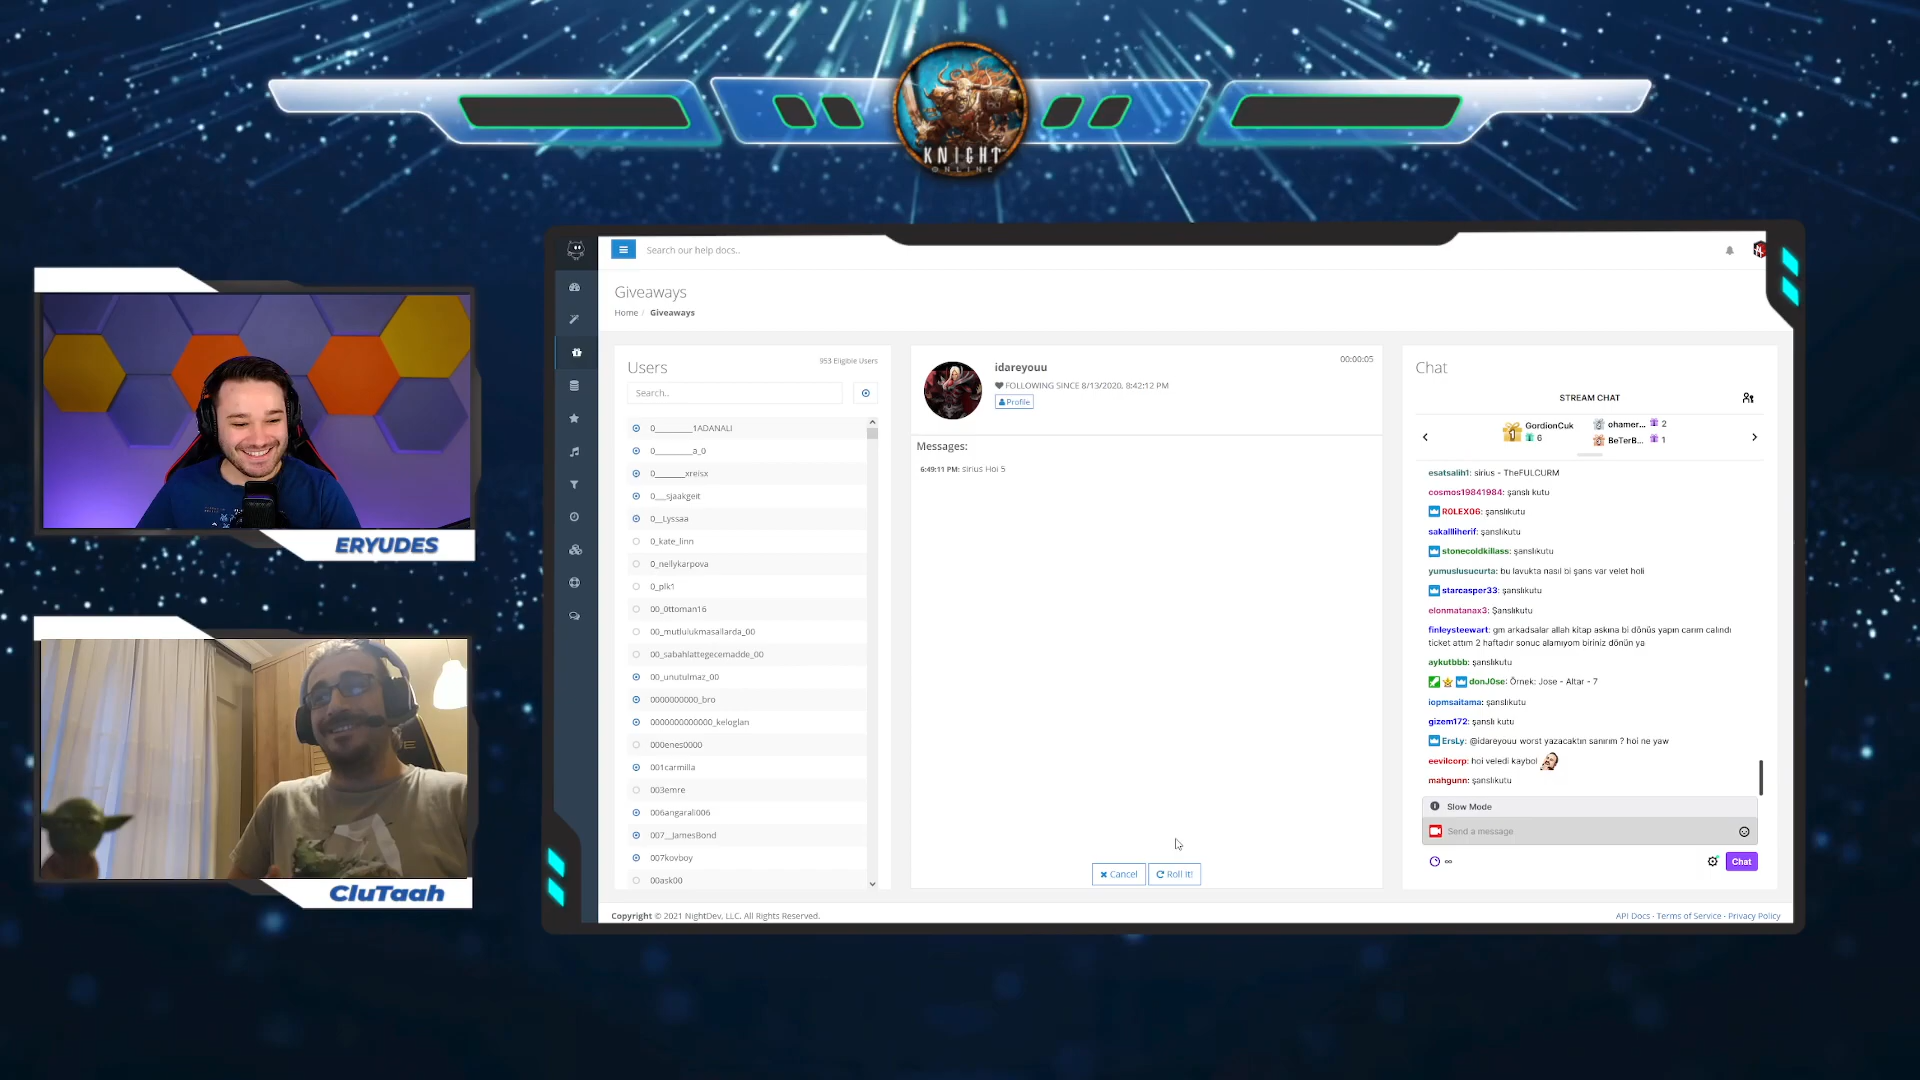 KNIGHT
ONLINE
ERYUDES
CluTaah
Search our help docs..
Giveaways
Home / Giveaways
Users
953 Eligible Users
Search..
0_________1ADANALI
0_________a_0
0_______xreisx
0___sjaakgeit
0__Lyssaa
0_kate_linn
0_nellykarpova
0_plk1
00_0ttoman16
00_mutlulukmasallarda_00
00_sabahlattegecemadde_00
00_unutulmaz_00
0000000000_bro
0000000000000_keloglan
000enes0000
001carmilla
003emre
006angarali006
007__JamesBond
007kovboy
00ask00
idareyouu
00:00:05
FOLLOWING SINCE 8/13/2020, 8:42:12 PM
Profile
Messages:
6:49:11 PM: sirius Hoi 5
Cancel
Roll It!
Chat
STREAM CHAT
GordionCuk
6
ohamer... 2
BeTerB... 1
esatsalih1: sirius - TheFULCURM
cosmos19841984: şanslı kutu
R0LEX06: şanslıkutu
sakallliherif: şanslıkutu
stonecoldkillass: şanslıkutu
yumuslusucurta: bu lavukta nasıl bi şans var velet holi
starcasper33: şanslıkutu
elonmatanax3: Şanslıkutu
finleysteewart: gm arkadsalar allah kitap askına bi dönüs yapın carım calındı
ticket attım 2 haftadır sonuc alamıyom biriniz dönün ya
aykutbbb: şanslıkutu
donJ0se: Örnek: Jose - Altar - 7
iopmsaitama: şanslıkutu
gizem172: şanslı kutu
ErsLy: @idareyouu worst yazacaktın sanırım ? hoi ne yaw
eevilcorp: hoi veledi kaybol
mahgunn: şanslıkutu
Slow Mode
Send a message
∞
Chat
Copyright © 2021 NightDev, LLC. All Rights Reserved.
API Docs · Terms of Service · Privacy Policy